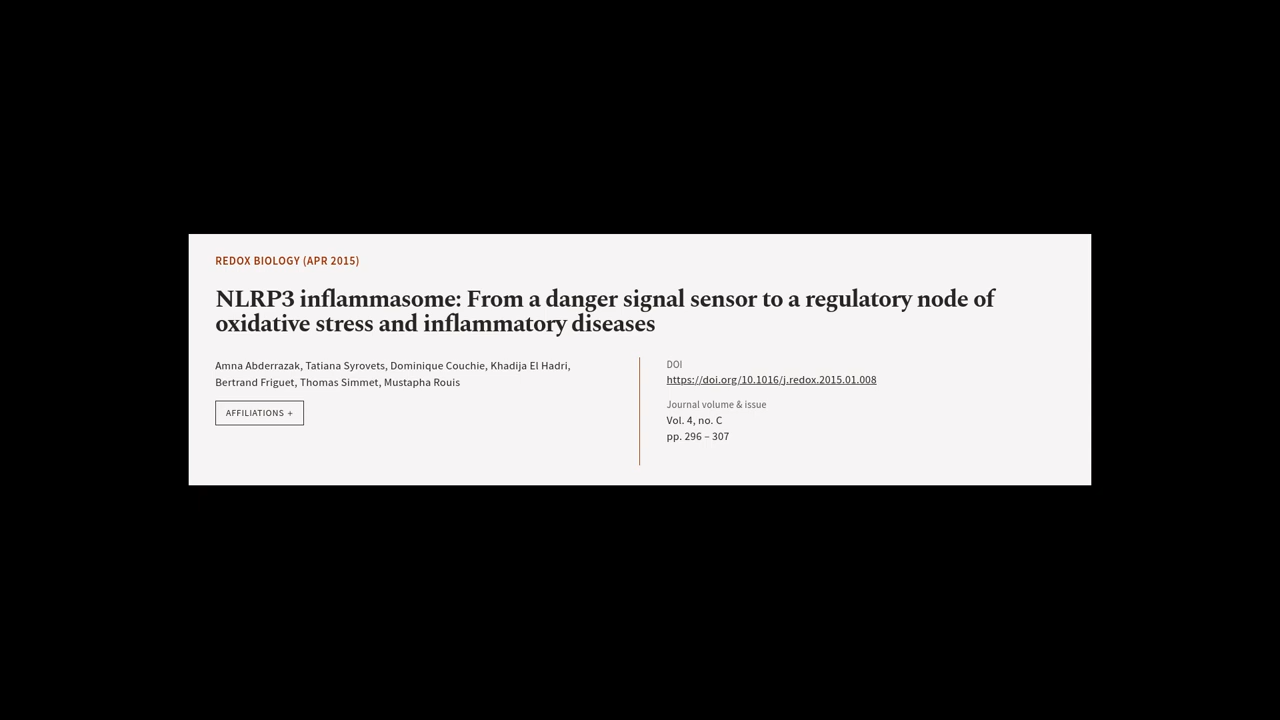 REDOX BIOLOGY (APR 2015)
NLRP3 inflammasome: From a danger signal sensor to a regulatory node of
oxidative stress and inflammatory diseases
Amna Abderrazak, Tatiana Syrovets, Dominique Couchie, Khadija El Hadri,
Bertrand Friguet, Thomas Simmet, Mustapha Rouis
AFFILIATIONS +
DOI
https://doi.org/10.1016/j.redox.2015.01.008
Journal volume & issue
Vol. 4, no. C
pp. 296 – 307